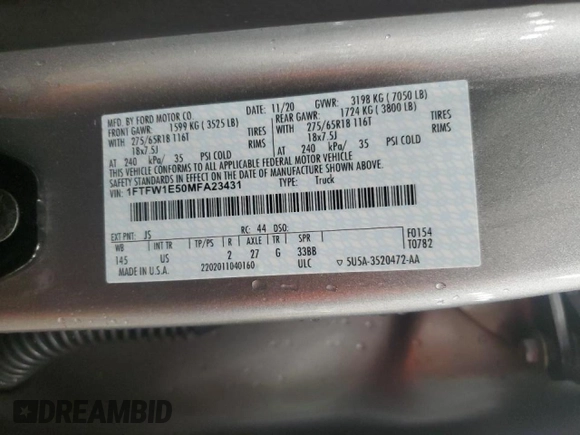 MFD. BY FORD MOTOR CO.
DATE: 11/20 GVWR: 3198 KG ( 7050 LB)
FRONT GAWR: 1599 KG ( 3525 LB) REAR GAWR: 1724 KG ( 3800 LB)
WITH 275/65R18 116T TIRES WITH 275/65R18 116T TIRES
18x7.5J RIMS 18x7.5J RIMS
AT 240 kPa/ 35 PSI COLD AT 240 kPa/ 35 PSI COLD
THIS VEHICLE CONFORMS TO ALL APPLICABLE FEDERAL MOTOR VEHICLE
SAFETY STANDARDS IN EFFECT ON THE DATE OF MANUFACTURE SHOWN ABOVE.
VIN: 1FTFW1E50MFA23431 TYPE: Truck
EXT PNT: JS RC: 44 DSO: F0154
WB INT TR TP/PS R AXLE TR SPR T0782
145 US 2 27 G 33BB
MADE IN U.S.A. 2202011040160 ULC ▽ 5U5A-3520472-AA
DREAMBID